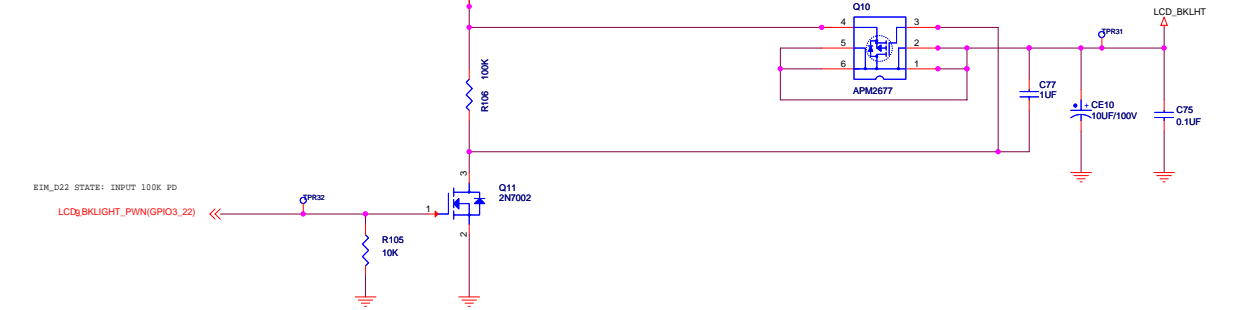 Q10
LCD_BKLHT
4
3
TPR31
5
2
6
1
R106 100K
APM2677
C77
1UF
+
CE10
10UF/100V
C75
0.1UF
3
EIM_D22 STATE: INPUT 100K PD
Q11
2N7002
TPR32
LCD_BKLIGHT_PWN(GPIO3_22)
1
2
R105
10K